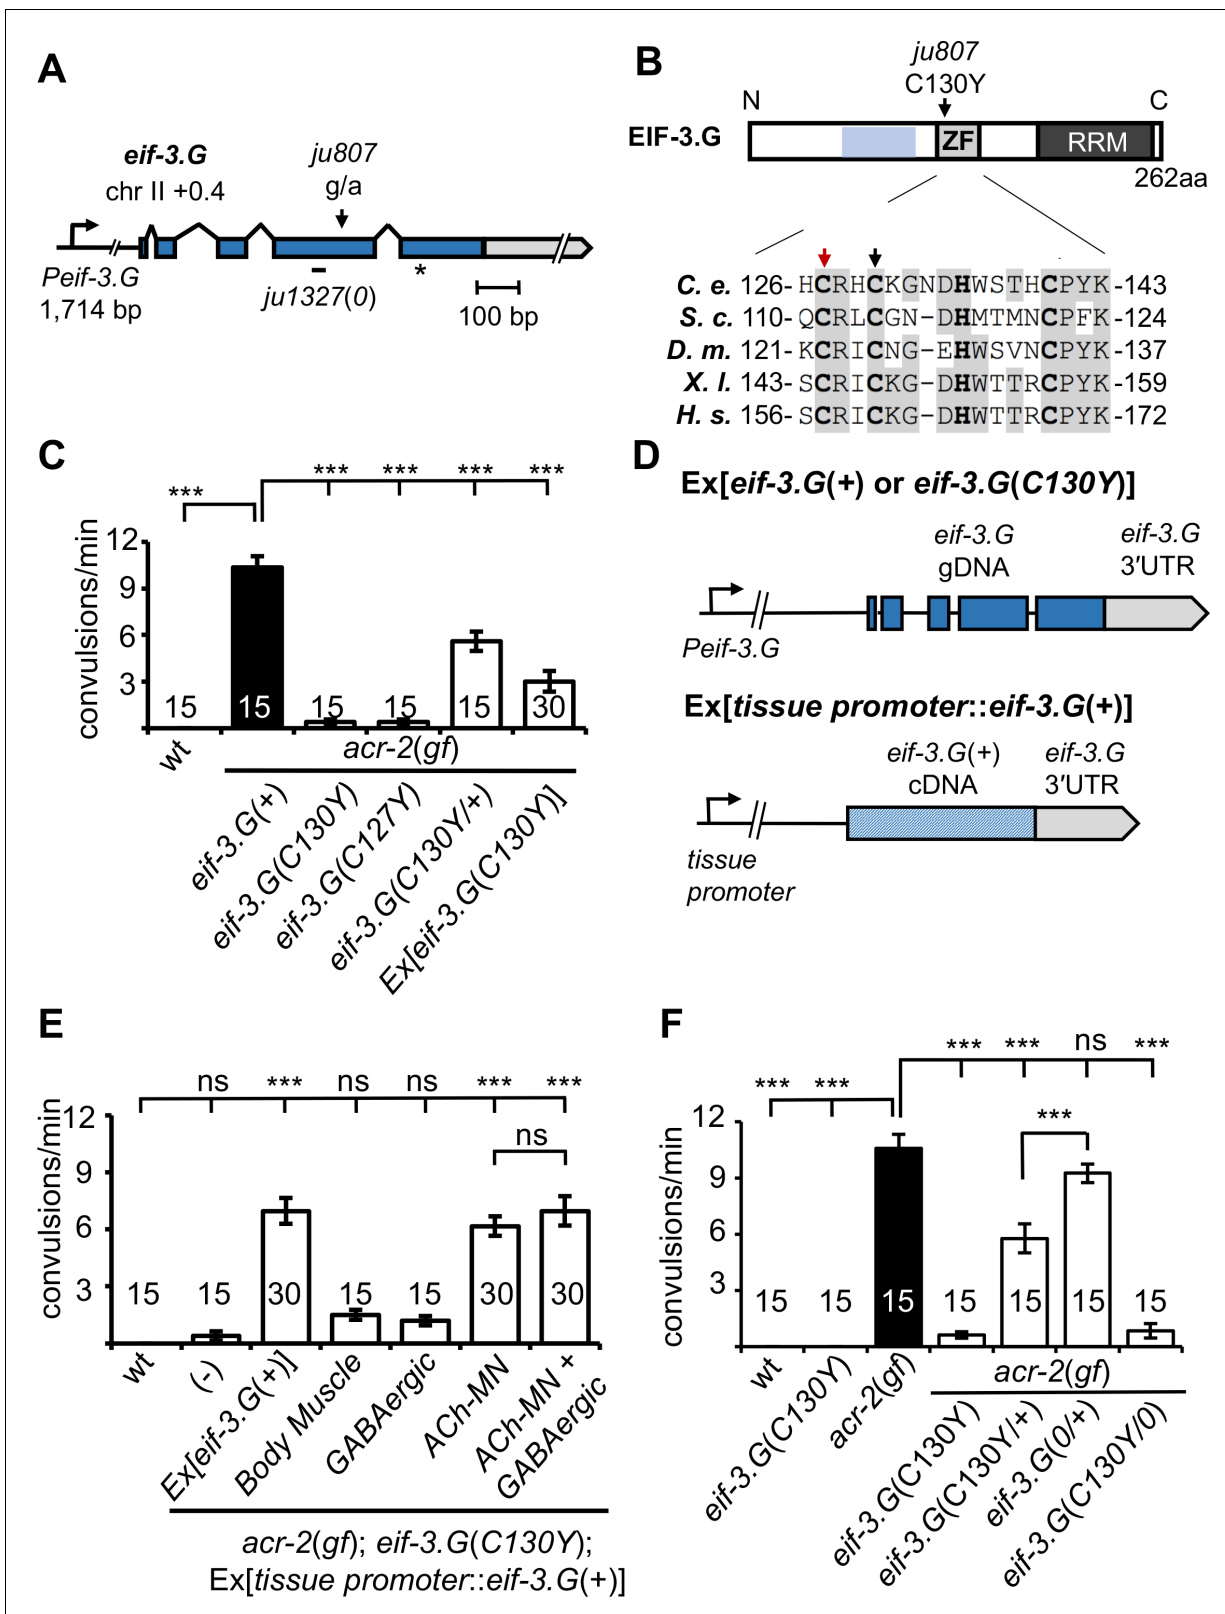 A
eif-3.G
chr II +0.4
ju807
g/a
Peif-3.G
1,714 bp
ju1327(0)
*
100 bp
B
ju807
C130Y
N
C
EIF-3.G
ZF
RRM
262aa
C. e. 126- HCRHCKGNDHWSTHCPYK -143
S. c. 110- QCRLCGN-DHMTMNCPFK -124
D. m. 121- KCRICNG-EHWSVNCPYK -137
X. l. 143- SCRICKG-DHWTTRCPYK -159
H. s. 156- SCRICKG-DHWTTRCPYK -172
C
*** *** *** *** ***
convulsions/min
12
9
6
3
15 15 15 15 15 30
wt
acr-2(gf)
eif-3.G(+)
eif-3.G(C130Y)
eif-3.G(C127Y)
eif-3.G(C130Y/+)
Ex[eif-3.G(C130Y)]
D
Ex[eif-3.G(+) or eif-3.G(C130Y)]
eif-3.G
gDNA
eif-3.G
3′UTR
Peif-3.G
Ex[tissue promoter::eif-3.G(+)]
eif-3.G(+)
cDNA
eif-3.G
3′UTR
tissue
promoter
E
ns *** ns ns *** ***
ns
convulsions/min
12
9
6
3
15 15 30 15 15 30 30
wt
(-)
Ex[eif-3.G(+)]
Body Muscle
GABAergic
ACh-MN
ACh-MN +
GABAergic
acr-2(gf); eif-3.G(C130Y);
Ex[tissue promoter::eif-3.G(+)]
F
*** *** *** *** ns ***
***
convulsions/min
12
9
6
3
15 15 15 15 15 15 15
wt
eif-3.G(C130Y)
acr-2(gf)
acr-2(gf)
eif-3.G(C130Y)
eif-3.G(C130Y/+)
eif-3.G(0/+)
eif-3.G(C130Y/0)